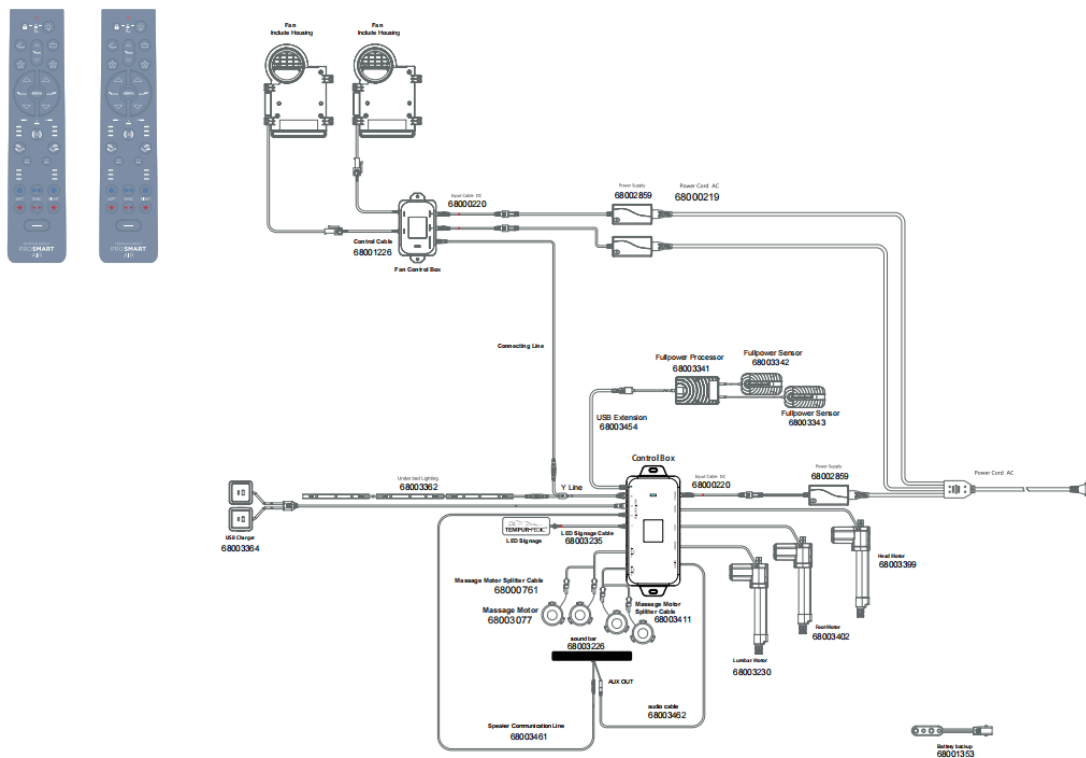 Fan
Include Housing
Fan
Include Housing
PROSMART
AIR
PROSMART
AIR
Input Cable DC
68000220
Power Supply
68002859
Power Cord AC
68000219
Control Cable
68001226
Fan Control Box
Connecting Line
Fullpower Processor
68003341
Fullpower Sensor
68003342
Fullpower Sensor
68003343
USB Extension
68003454
Control Box
Input Cable DC
68000220
Power Supply
68002859
Power Cord AC
Under bed Lighting
68003362
Y Line
USB Charger
68003364
TEMPUR-PEDIC
LED Signage
LED Signage Cable
68003235
Head Motor
68003399
Massage Motor Splitter Cable
68000761
Massage Motor
68003077
Massage Motor
Splitter Cable
68003411
Foot Motor
68003402
Lumbar Motor
68003230
sound bar
68003226
AUX OUT
audio cable
68003462
Speaker Communication Line
68003461
Battery backup
68001353